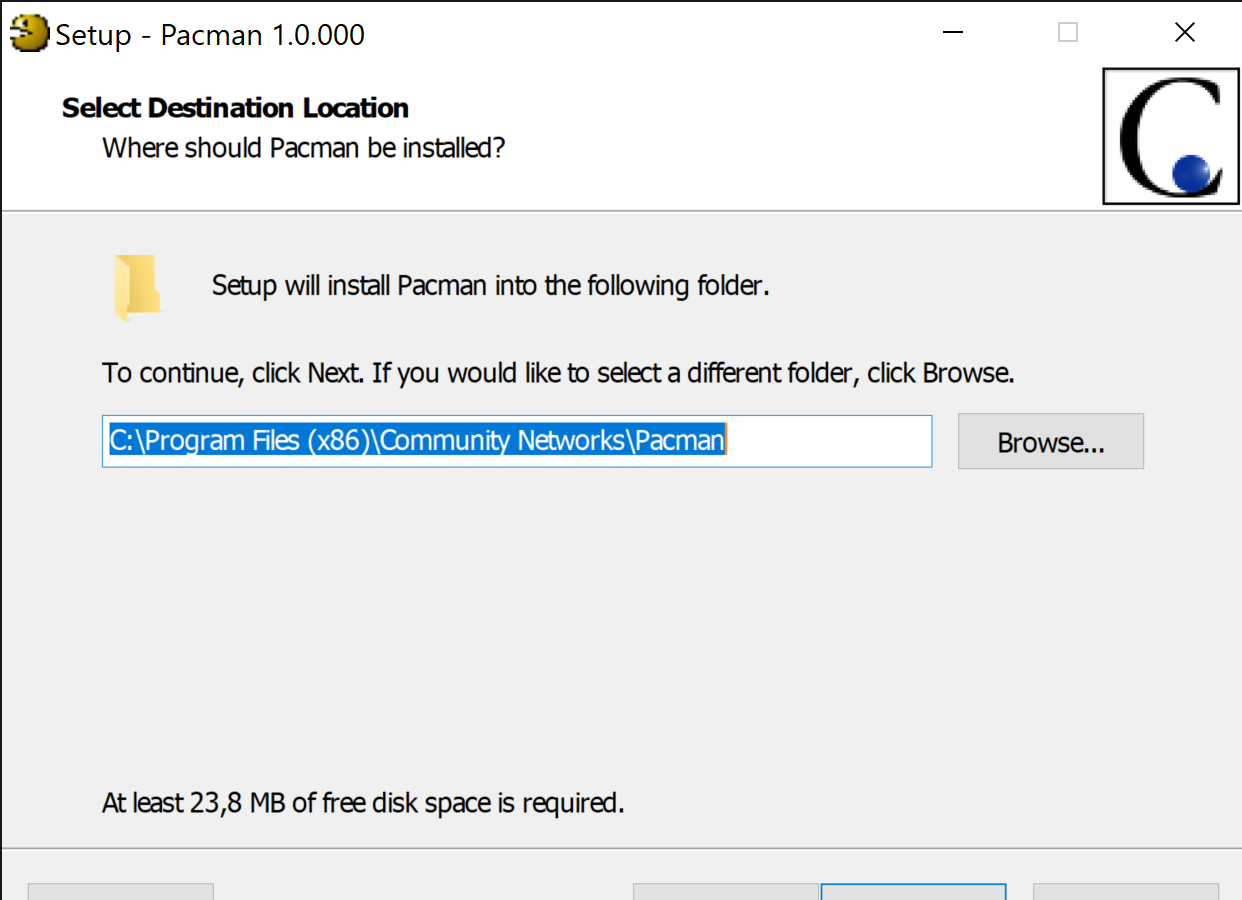 Setup - Pacman 1.0.000
Select Destination Location
Where should Pacman be installed?
C
Setup will install Pacman into the following folder.
To continue, click Next. If you would like to select a different folder, click Browse.
C:\Program Files (x86)\Community Networks\Pacman
Browse...
At least 23,8 MB of free disk space is required.